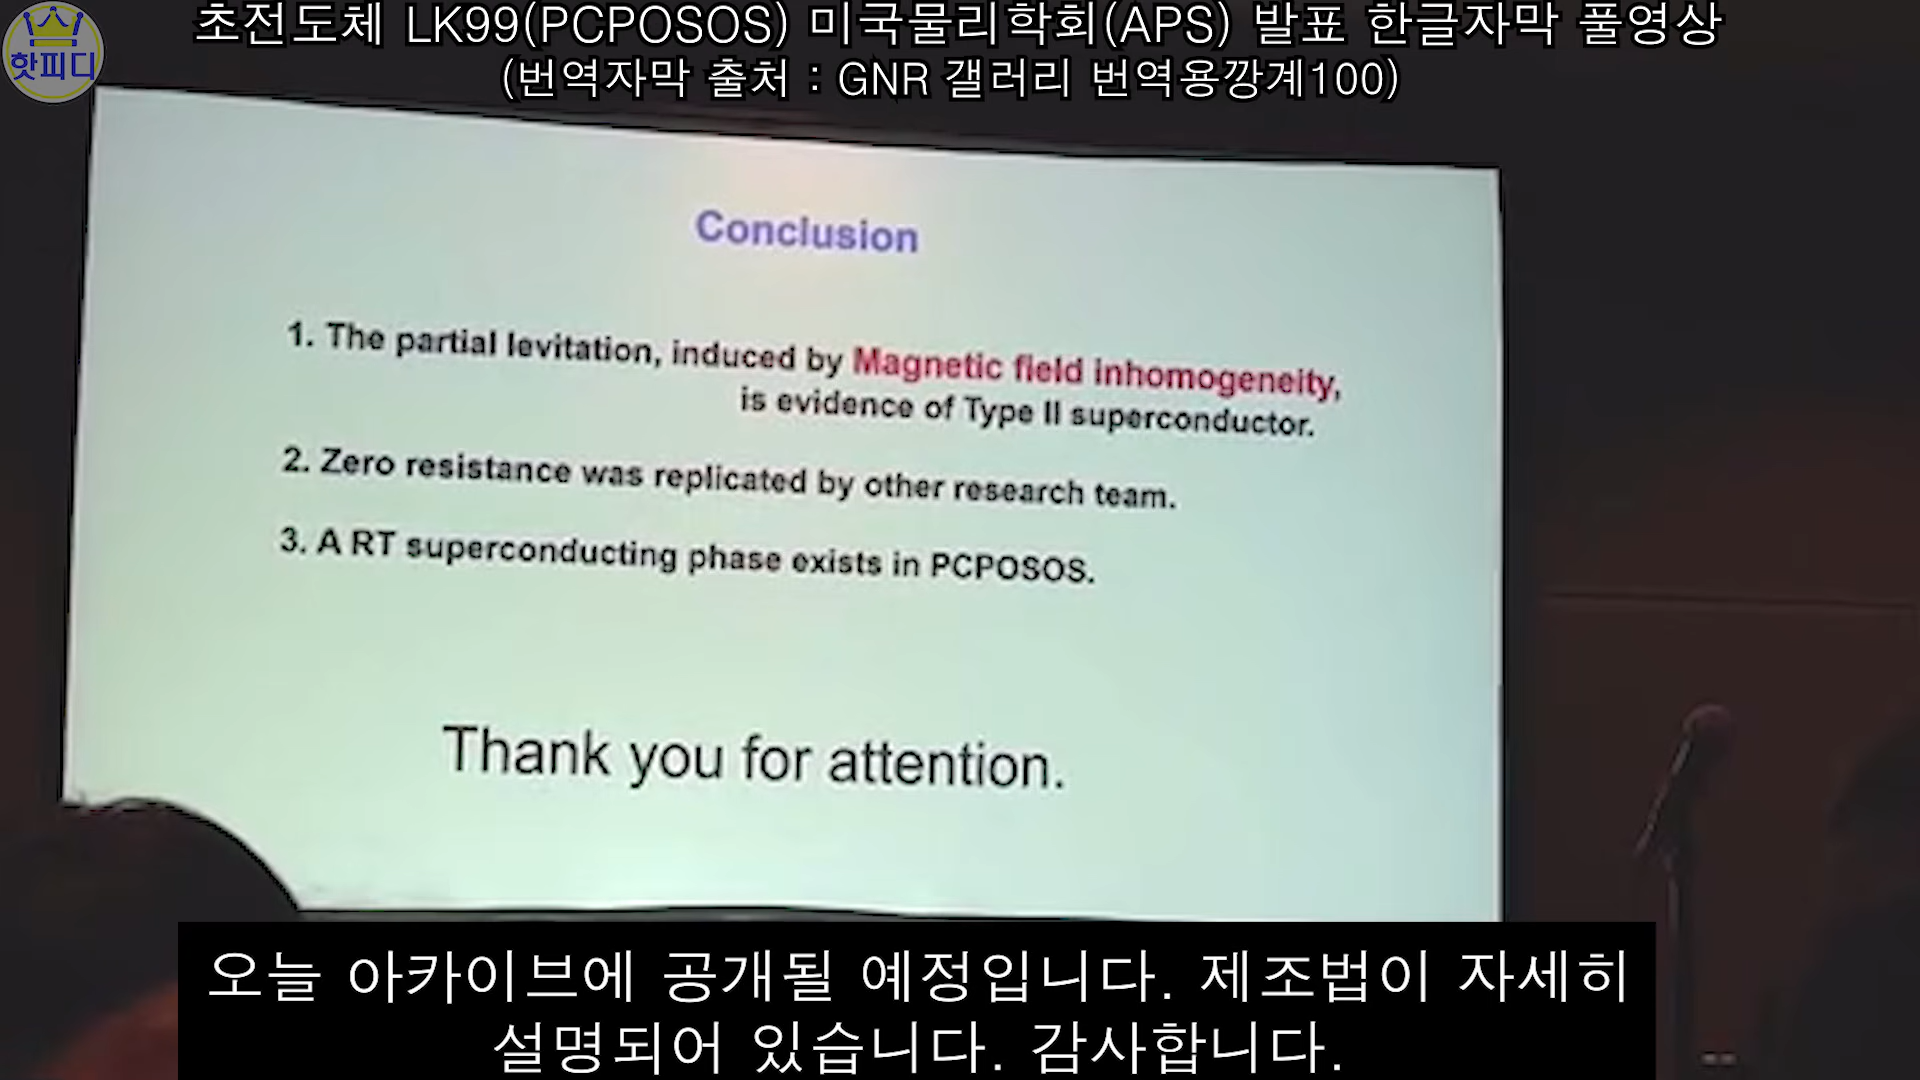 초전도체 LK99(PCPOSOS) 미국물리학회(APS) 발표 한글자막 풀영상
(번역자막 출처 : GNR 갤러리 번역용깡계100)
핫피디
Conclusion
1. The partial levitation, induced by Magnetic field inhomogeneity,
is evidence of Type II superconductor.
2. Zero resistance was replicated by other research team.
3. A RT superconducting phase exists in PCPOSOS.
Thank you for attention.
오늘 아카이브에 공개될 예정입니다. 제조법이 자세히
설명되어 있습니다. 감사합니다.